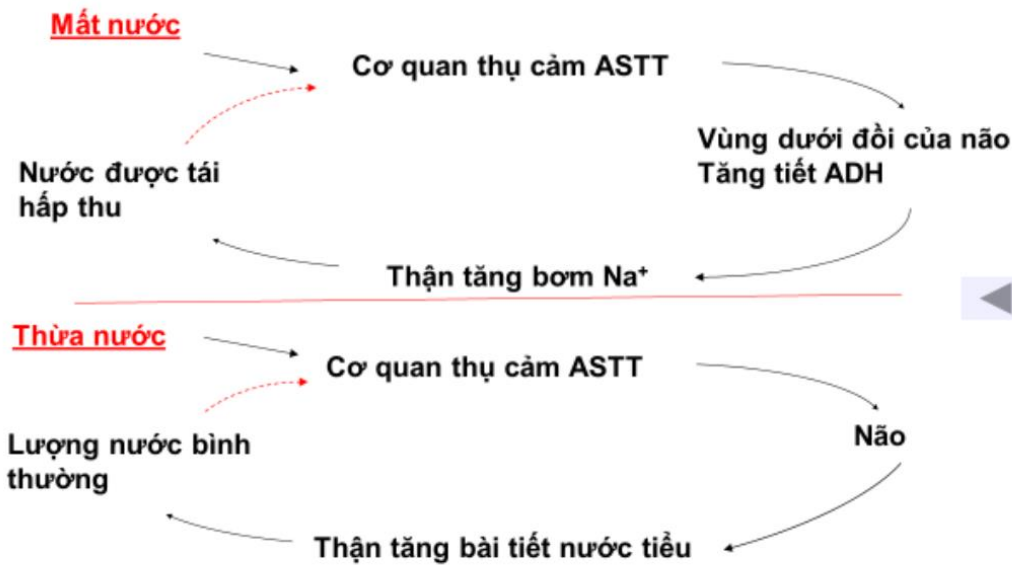 Mất nước
Cơ quan thụ cảm ASTT
Vùng dưới đồi của não
Tăng tiết ADH
Nước được tái
hấp thu
Thận tăng bơm Na⁺
Thừa nước
Cơ quan thụ cảm ASTT
Não
Lượng nước bình
thường
Thận tăng bài tiết nước tiểu